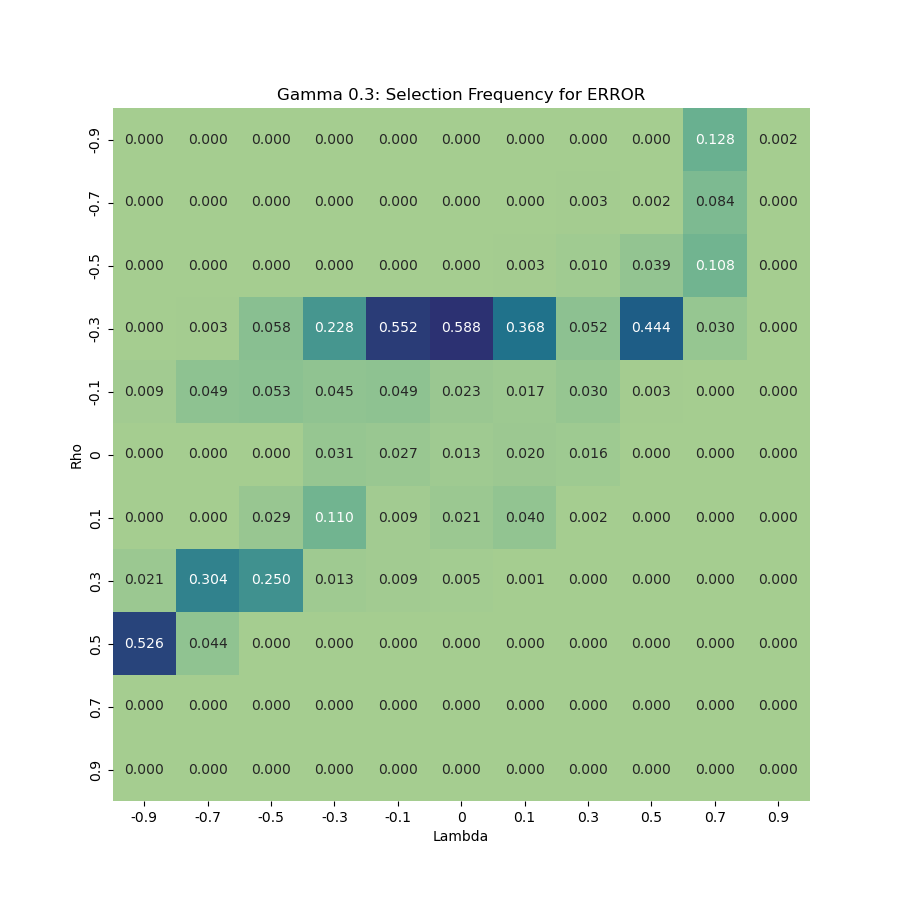 Gamma 0.3: Selection Frequency for ERROR
-0.9 0.000 0.000 0.000 0.000 0.000 0.000 0.000 0.000 0.000 0.128 0.002
-0.7 0.000 0.000 0.000 0.000 0.000 0.000 0.000 0.003 0.002 0.084 0.000
-0.5 0.000 0.000 0.000 0.000 0.000 0.000 0.003 0.010 0.039 0.108 0.000
-0.3 0.000 0.003 0.058 0.228 0.552 0.588 0.368 0.052 0.444 0.030 0.000
-0.1 0.009 0.049 0.053 0.045 0.049 0.023 0.017 0.030 0.003 0.000 0.000
Rho
0 0.000 0.000 0.000 0.031 0.027 0.013 0.020 0.016 0.000 0.000 0.000
0.1 0.000 0.000 0.029 0.110 0.009 0.021 0.040 0.002 0.000 0.000 0.000
0.3 0.021 0.304 0.250 0.013 0.009 0.005 0.001 0.000 0.000 0.000 0.000
0.5 0.526 0.044 0.000 0.000 0.000 0.000 0.000 0.000 0.000 0.000 0.000
0.7 0.000 0.000 0.000 0.000 0.000 0.000 0.000 0.000 0.000 0.000 0.000
0.9 0.000 0.000 0.000 0.000 0.000 0.000 0.000 0.000 0.000 0.000 0.000
-0.9 -0.7 -0.5 -0.3 -0.1 0 0.1 0.3 0.5 0.7 0.9
Lambda